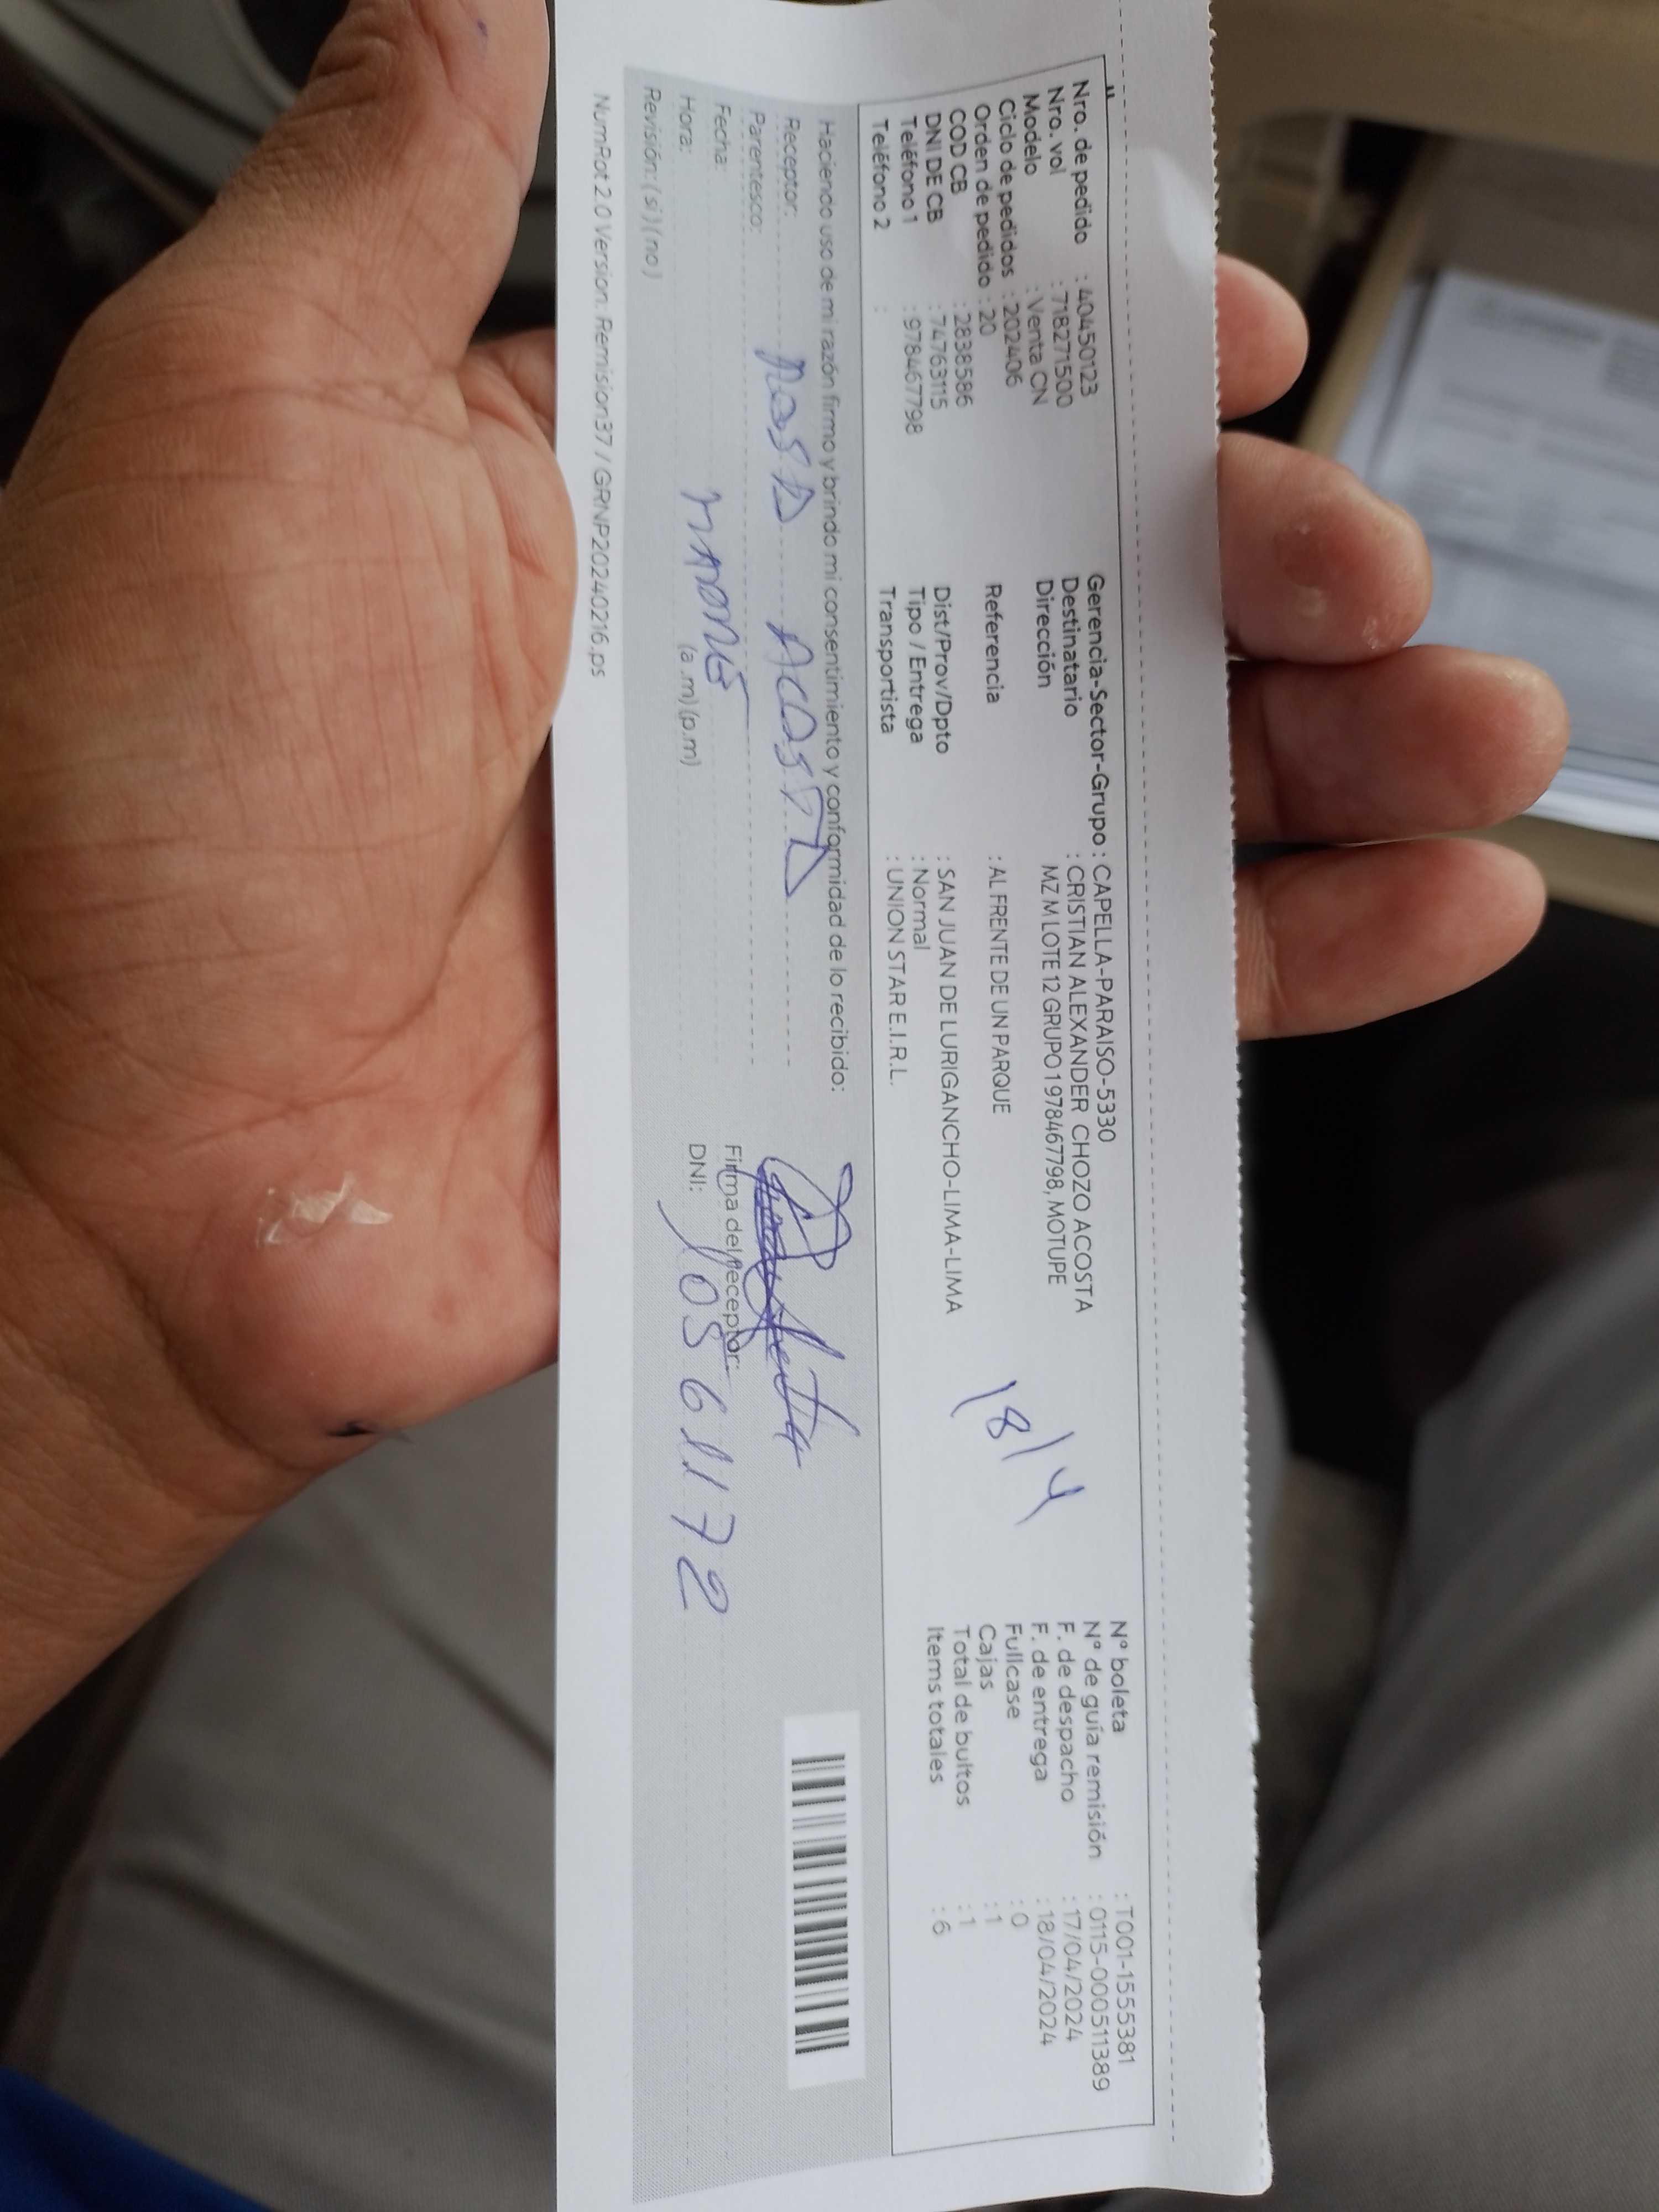 Nro. de pedido : 40450123
Nro. vol : 718271500
Modelo : Venta CN
Ciclo de pedidos : 202406
Orden de pedido : 20
COD CB : 2838586
DNI DE CB : 74763115
Teléfono 1 : 978467798
Teléfono 2 :
Gerencia-Sector-Grupo : CAPELLA-PARAISO-5330
Destinatario : CRISTIAN ALEXANDER CHOZO ACOSTA
Dirección MZ M LOTE 12 GRUPO 1 978467798, MOTUPE
Referencia : AL FRENTE DE UN PARQUE
Dist/Prov/Dpto : SAN JUAN DE LURIGANCHO-LIMA-LIMA
Tipo / Entrega : Normal
Transportista : UNION STAR E.I.R.L.
18/4
N° boleta : T001-1555381
N° de guía remisión : 0115-000511389
F. de despacho : 17/04/2024
F. de entrega : 18/04/2024
Fullcase : 0
Cajas : 1
Total de bultos : 1
Items totales : 6
Haciendo uso de mi razón firmo y brindo mi consentimiento y conformidad de lo recibido:
Receptor: ROSA ACOSTA
Parentesco:
Fecha: MADRE
Hora: (a.m) (p.m)
Revisión: (si) (no)
Firma del receptor:
DNI: 10561172
NumRot 2.0 Version. Remision37 / GRNP20240216.ps